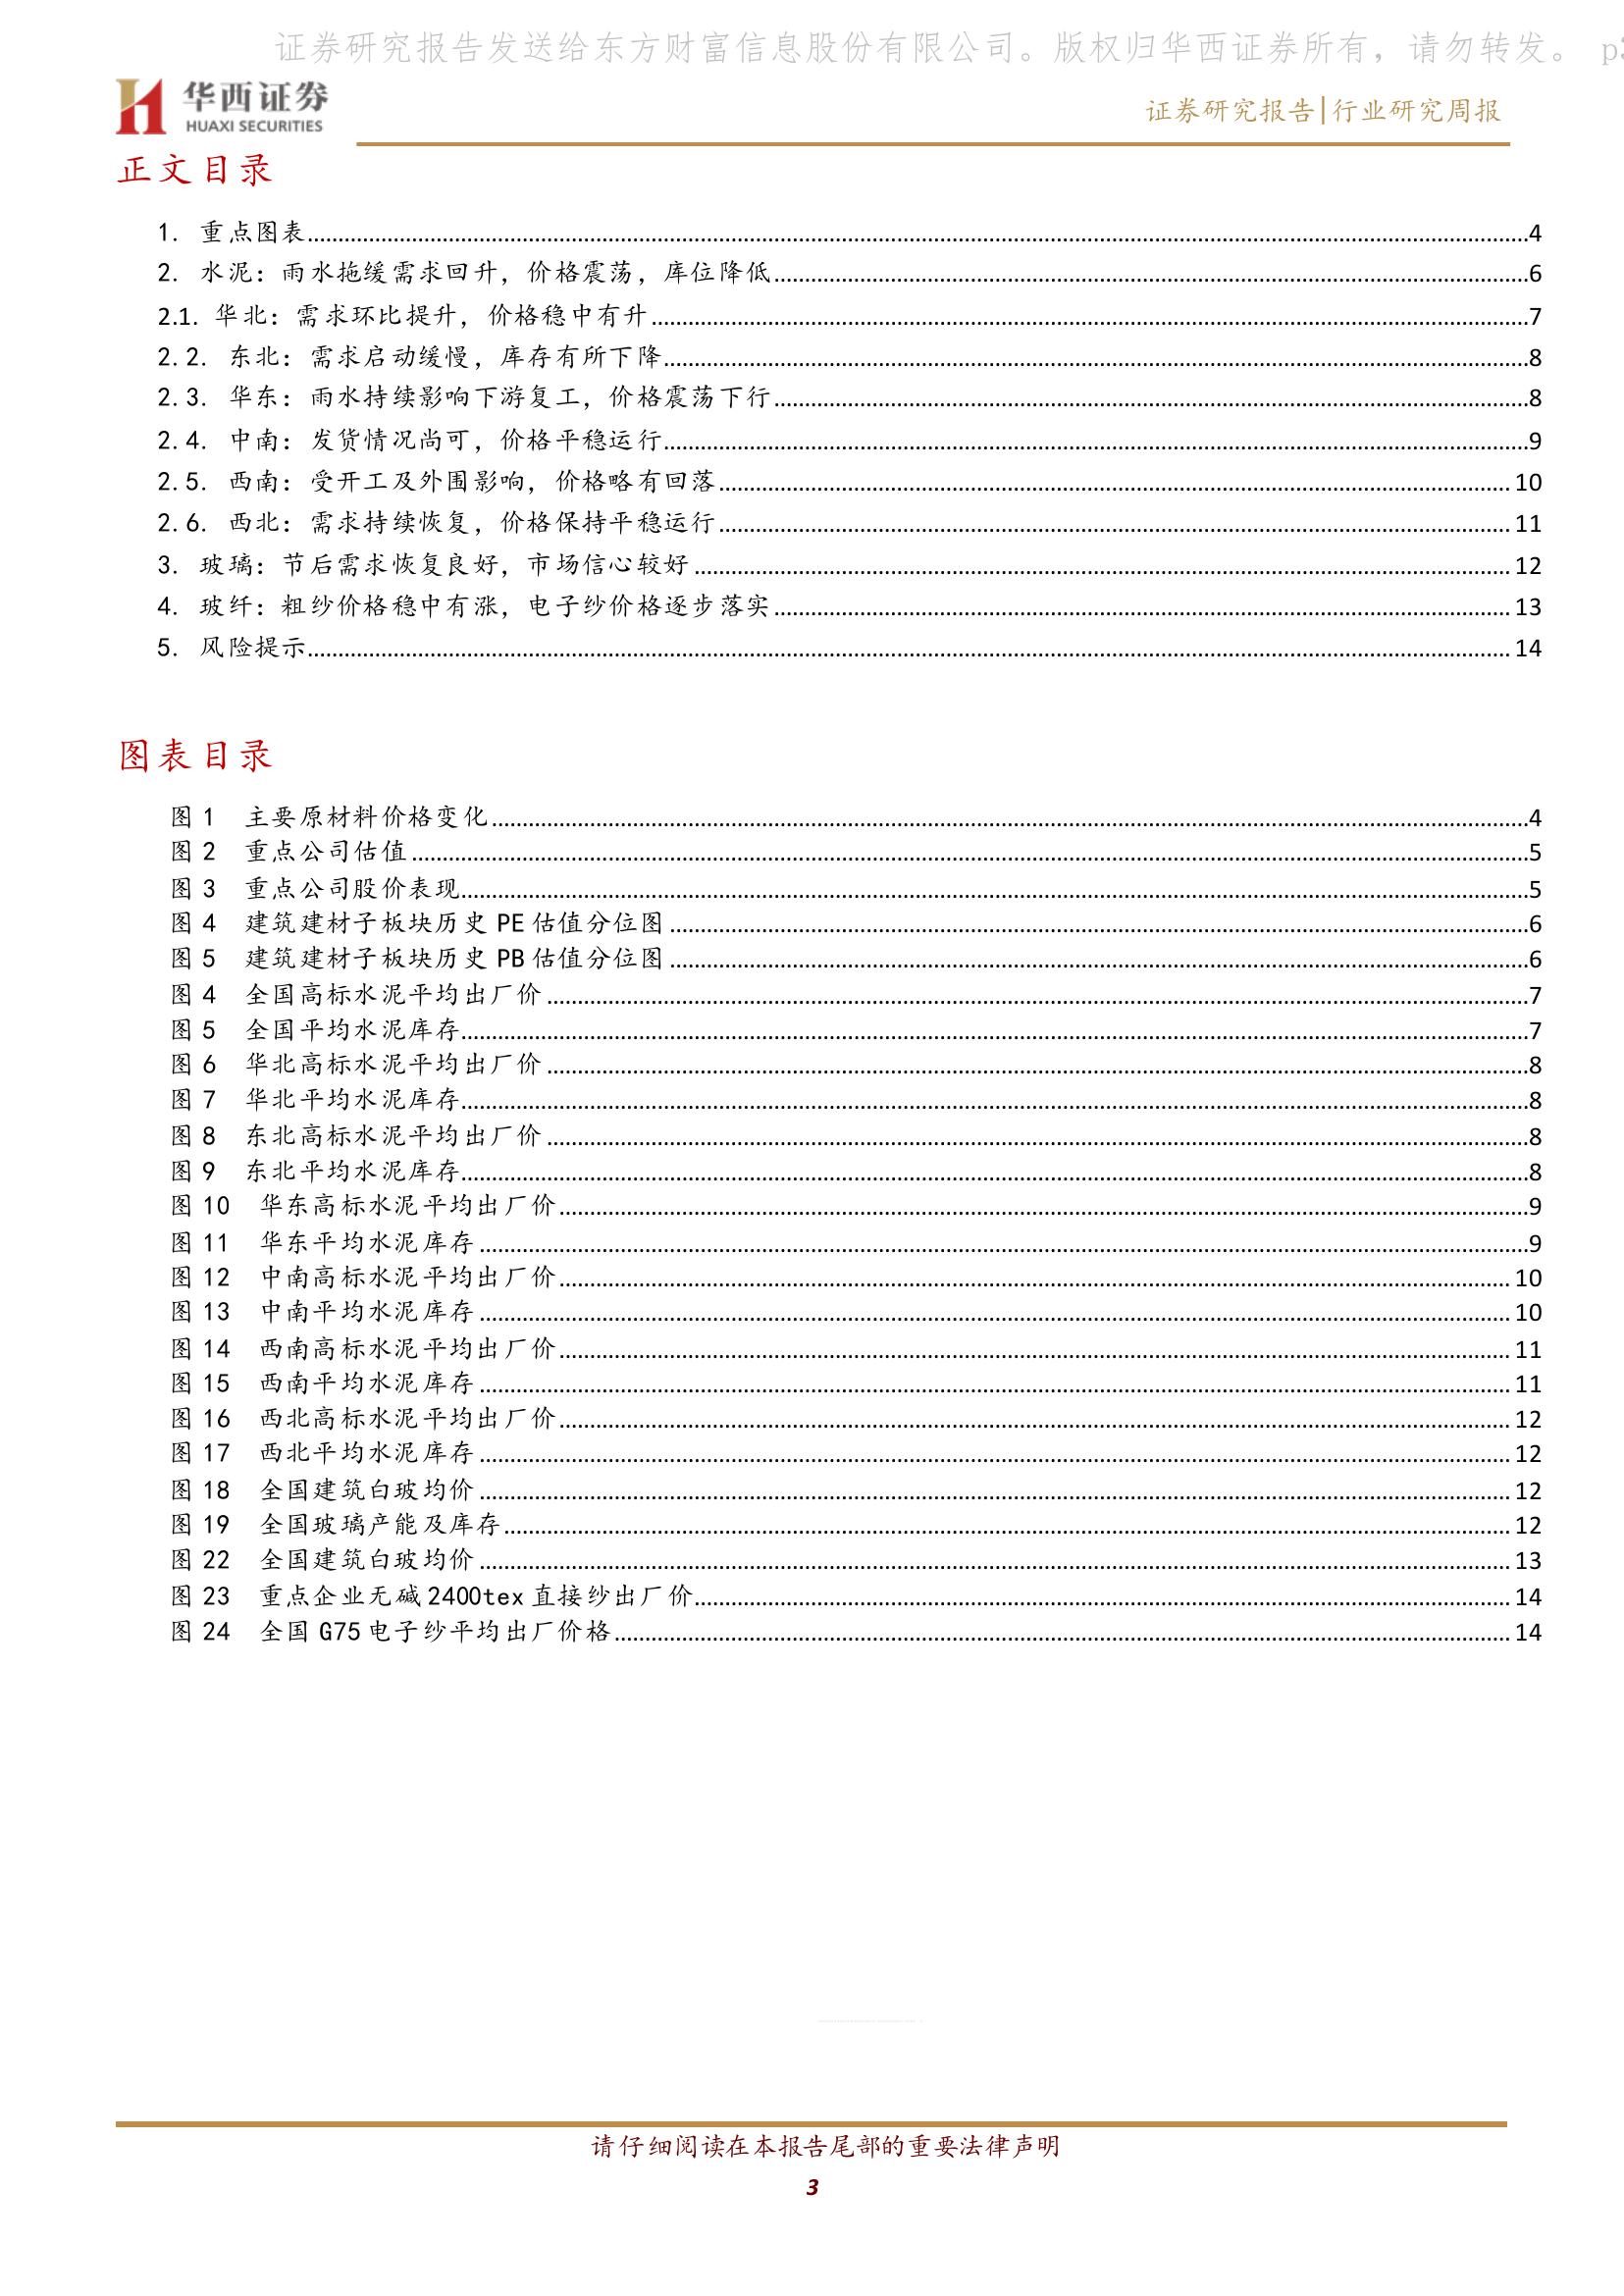 证券研究报告发送给东方财富信息股份有限公司。版权归华西证券所有，请勿转发。 p3
华西证券
HUAXI SECURITIES
证券研究报告|行业研究周报
正文目录
1. 重点图表...4
2. 水泥：雨水拖缓需求回升，价格震荡，库位降低...6
2.1. 华北：需求环比提升，价格稳中有升...7
2.2. 东北：需求启动缓慢，库存有所下降...8
2.3. 华东：雨水持续影响下游复工，价格震荡下行...8
2.4. 中南：发货情况尚可，价格平稳运行...9
2.5. 西南：受开工及外围影响，价格略有回落...10
2.6. 西北：需求持续恢复，价格保持平稳运行...11
3. 玻璃：节后需求恢复良好，市场信心较好...12
4. 玻纤：粗纱价格稳中有涨，电子纱价格逐步落实...13
5. 风险提示...14
图表目录
图 1 主要原材料价格变化...4
图 2 重点公司估值...5
图 3 重点公司股价表现...5
图 4 建筑建材子板块历史 PE 估值分位图...6
图 5 建筑建材子板块历史 PB 估值分位图...6
图 4 全国高标水泥平均出厂价...7
图 5 全国平均水泥库存...7
图 6 华北高标水泥平均出厂价...8
图 7 华北平均水泥库存...8
图 8 东北高标水泥平均出厂价...8
图 9 东北平均水泥库存...8
图 10 华东高标水泥平均出厂价...9
图 11 华东平均水泥库存...9
图 12 中南高标水泥平均出厂价...10
图 13 中南平均水泥库存...10
图 14 西南高标水泥平均出厂价...11
图 15 西南平均水泥库存...11
图 16 西北高标水泥平均出厂价...12
图 17 西北平均水泥库存...12
图 18 全国建筑白玻均价...12
图 19 全国玻璃产能及库存...12
图 22 全国建筑白玻均价...13
图 23 重点企业无碱 2400tex 直接纱出厂价...14
图 24 全国 G75 电子纱平均出厂价格...14
请仔细阅读在本报告尾部的重要法律声明
3